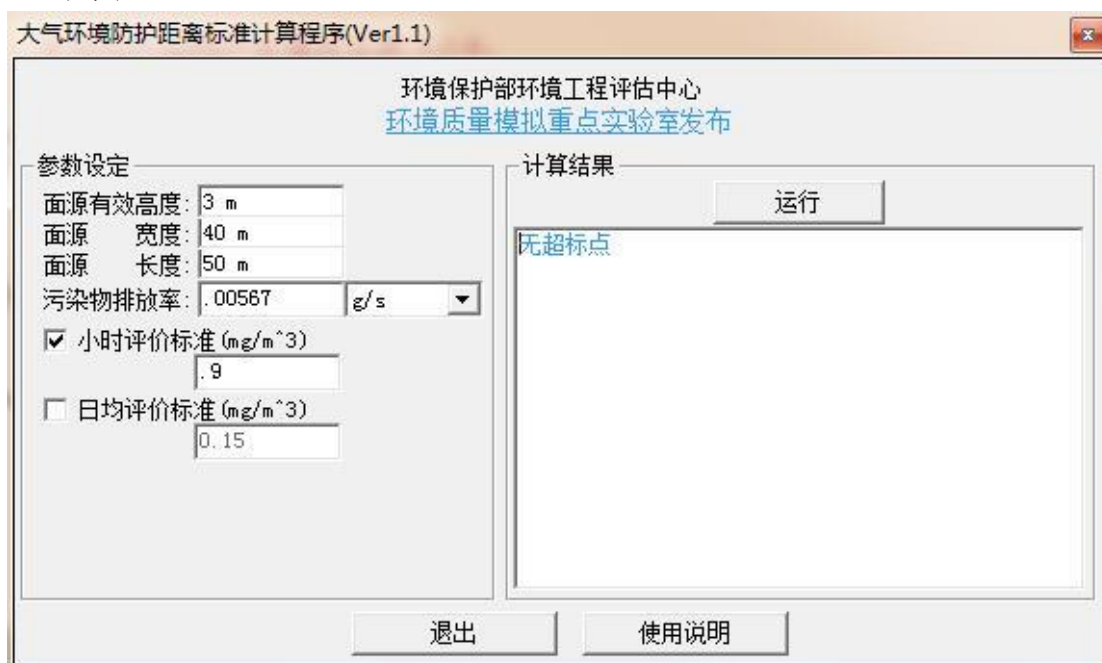 大气环境防护距离标准计算程序(Ver1.1)
环境保护部环境工程评估中心
环境质量模拟重点实验室发布
参数设定
面源有效高度: 3 m
面源 宽度: 40 m
面源 长度: 50 m
污染物排放率: .00567 g/s
小时评价标准(mg/m^3)
.9
日均评价标准(mg/m^3)
0.15
计算结果
运行
无超标点
退出
使用说明